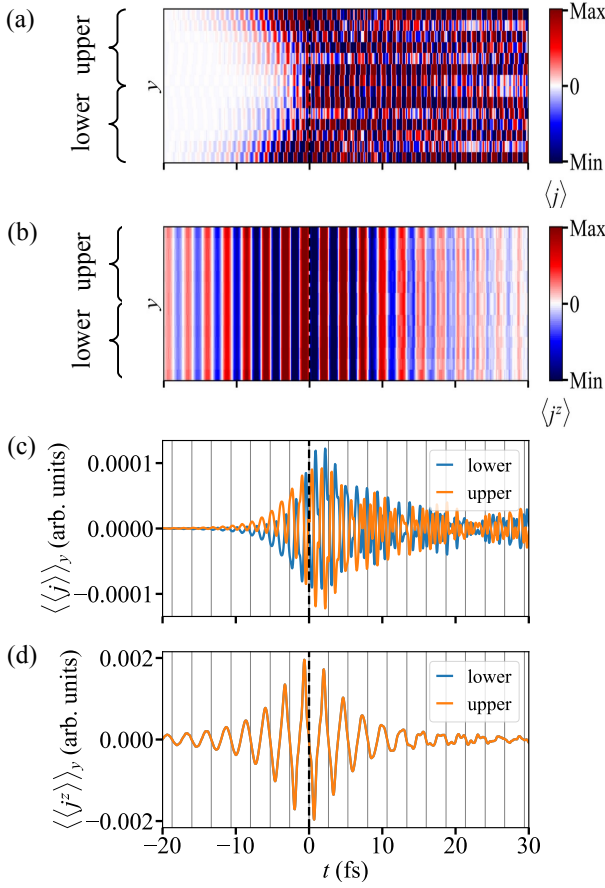 (a)
upper
lower
y
Max
0
Min
⟨j⟩
(b)
upper
lower
y
Max
0
Min
⟨j^z⟩
(c)
0.0001
0.0000
−0.0001
⟨⟨j⟩⟩_y (arb. units)
lower
upper
(d)
0.002
0.000
−0.002
⟨⟨j^z⟩⟩_y (arb. units)
lower
upper
−20 −10 0 10 20 30
t (fs)